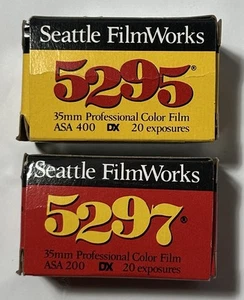 Seattle FilmWorks
5295®
35mm Professional Color Film
ASA 400 DX 20 exposures
Seattle FilmWorks
5297®
35mm Professional Color Film
ASA 200 DX 20 exposures